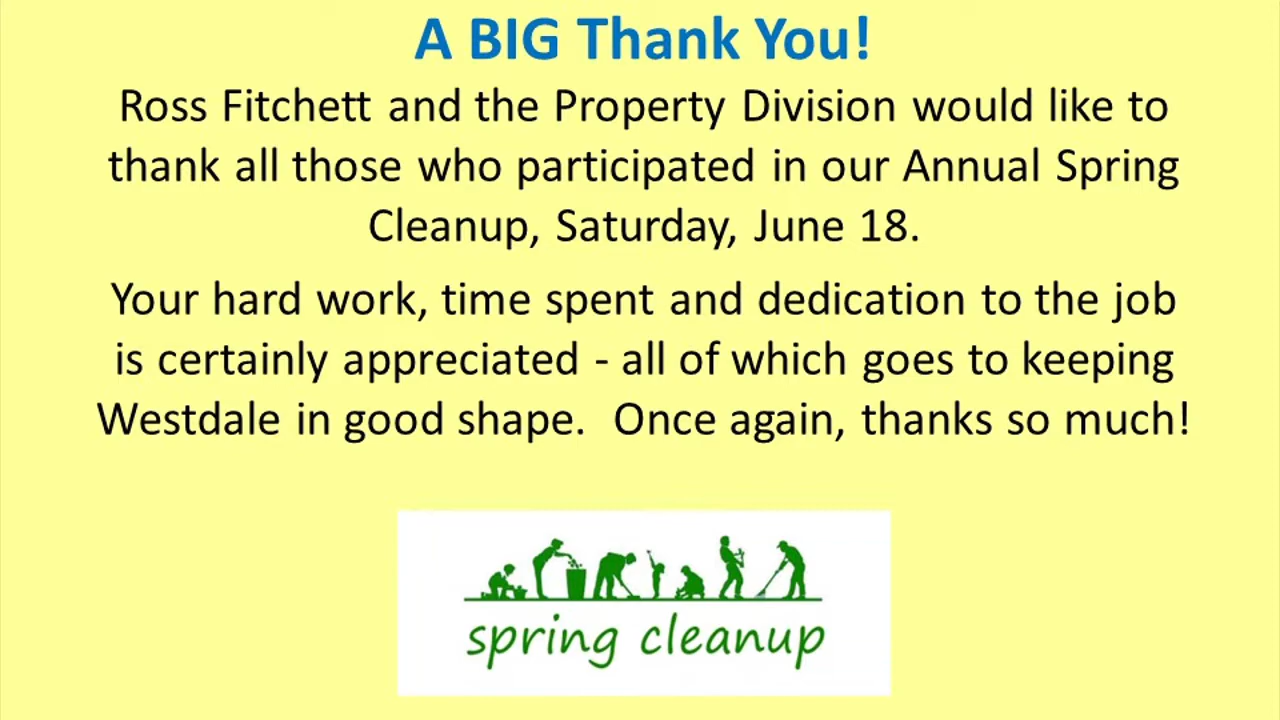 A BIG Thank You!
Ross Fitchett and the Property Division would like to
thank all those who participated in our Annual Spring
Cleanup, Saturday, June 18.
Your hard work, time spent and dedication to the job
is certainly appreciated - all of which goes to keeping
Westdale in good shape.  Once again, thanks so much!
spring cleanup